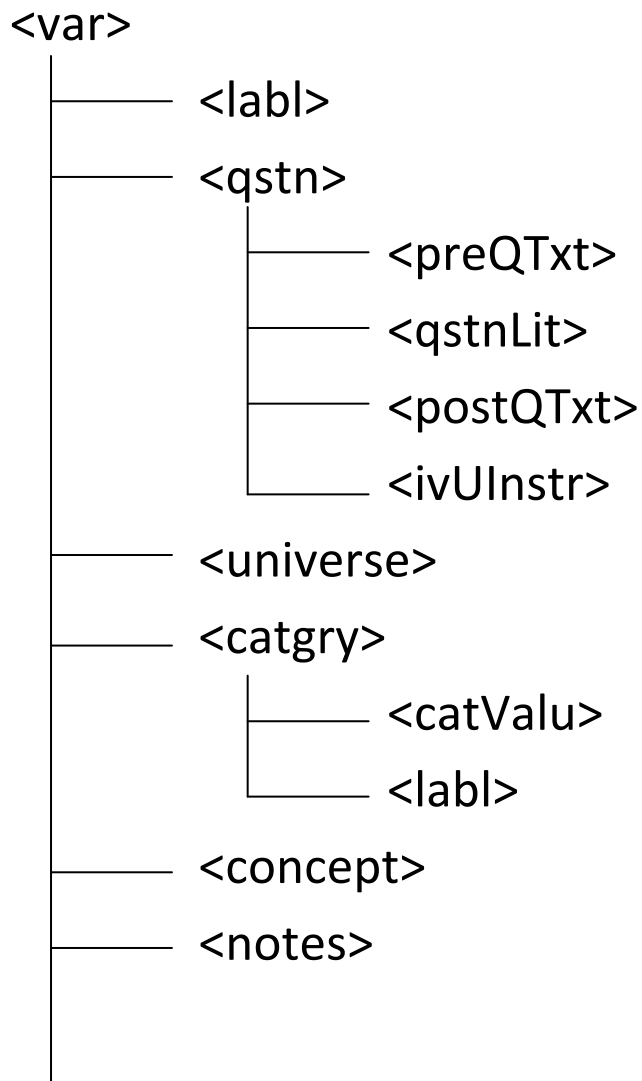 <var>
<labl>
<qstn>
<preQTxt>
<qstnLit>
<postQTxt>
<ivUInstr>
<universe>
<catgry>
<catValu>
<labl>
<concept>
<notes>